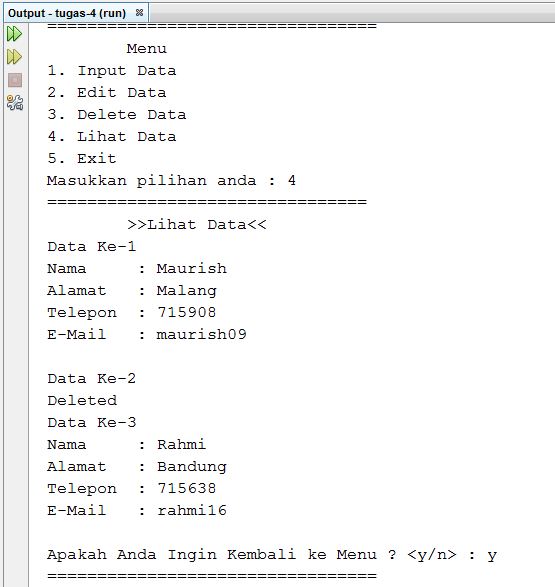 Output - tugas-4 (run)
=================================
Menu
1. Input Data
2. Edit Data
3. Delete Data
4. Lihat Data
5. Exit
Masukkan pilihan anda : 4
================================
>>Lihat Data<<
Data Ke-1
Nama : Maurish
Alamat : Malang
Telepon : 715908
E-Mail : maurish09
Data Ke-2
Deleted
Data Ke-3
Nama : Rahmi
Alamat : Bandung
Telepon : 715638
E-Mail : rahmi16
Apakah Anda Ingin Kembali ke Menu ? <y/n> : y
=================================